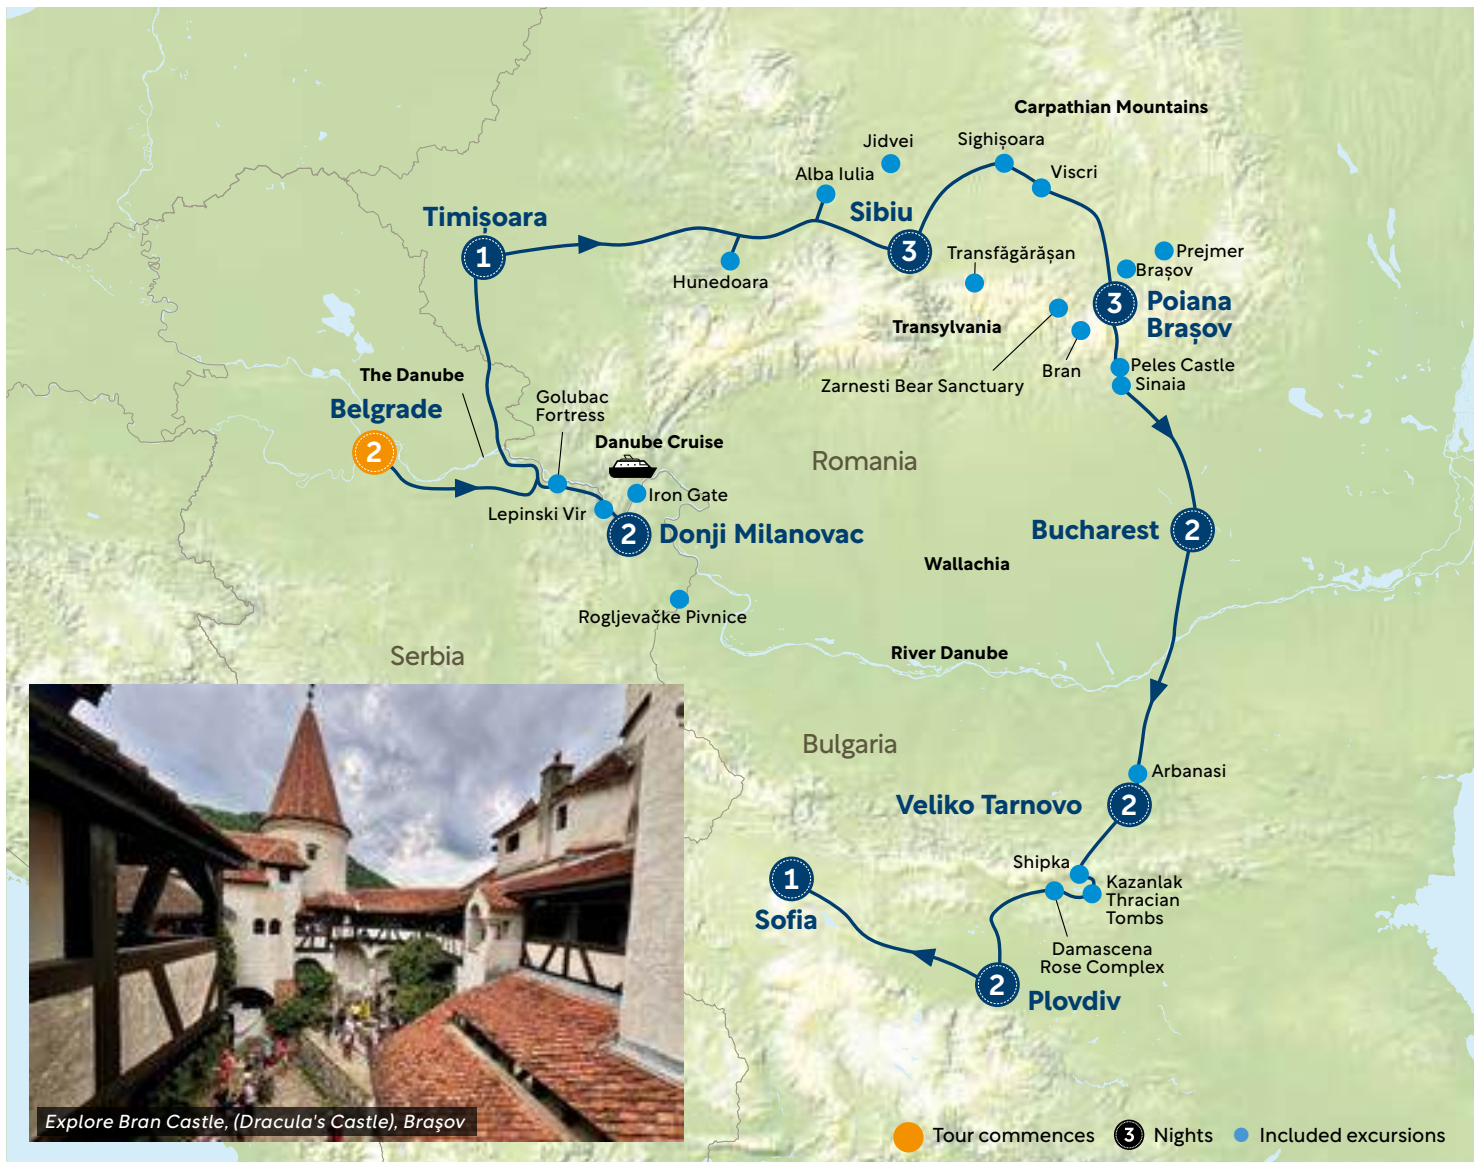 Carpathian Mountains
Jidvei
Sighișoara
Alba Iulia
Viscri
Timișoara
Sibiu
1
3
Hunedoara
Transfăgărășan
Prejmer
Brașov
3
Poiana
Brașov
Transylvania
Bran
Zarnesti Bear Sanctuary
Peles Castle
Sinaia
The Danube
Belgrade
2
Golubac
Fortress
Danube Cruise
Iron Gate
Lepinski Vir
2
Donji Milanovac
Romania
Bucharest
2
Wallachia
Rogljevačke Pivnice
Serbia
River Danube
Bulgaria
Arbanasi
Veliko Tarnovo
2
Shipka
Kazanlak
Thracian
Tombs
1
Sofia
Damascena
Rose Complex
2
Plovdiv
Explore Bran Castle, (Dracula's Castle), Braşov
Tour commences
3
Nights
Included excursions